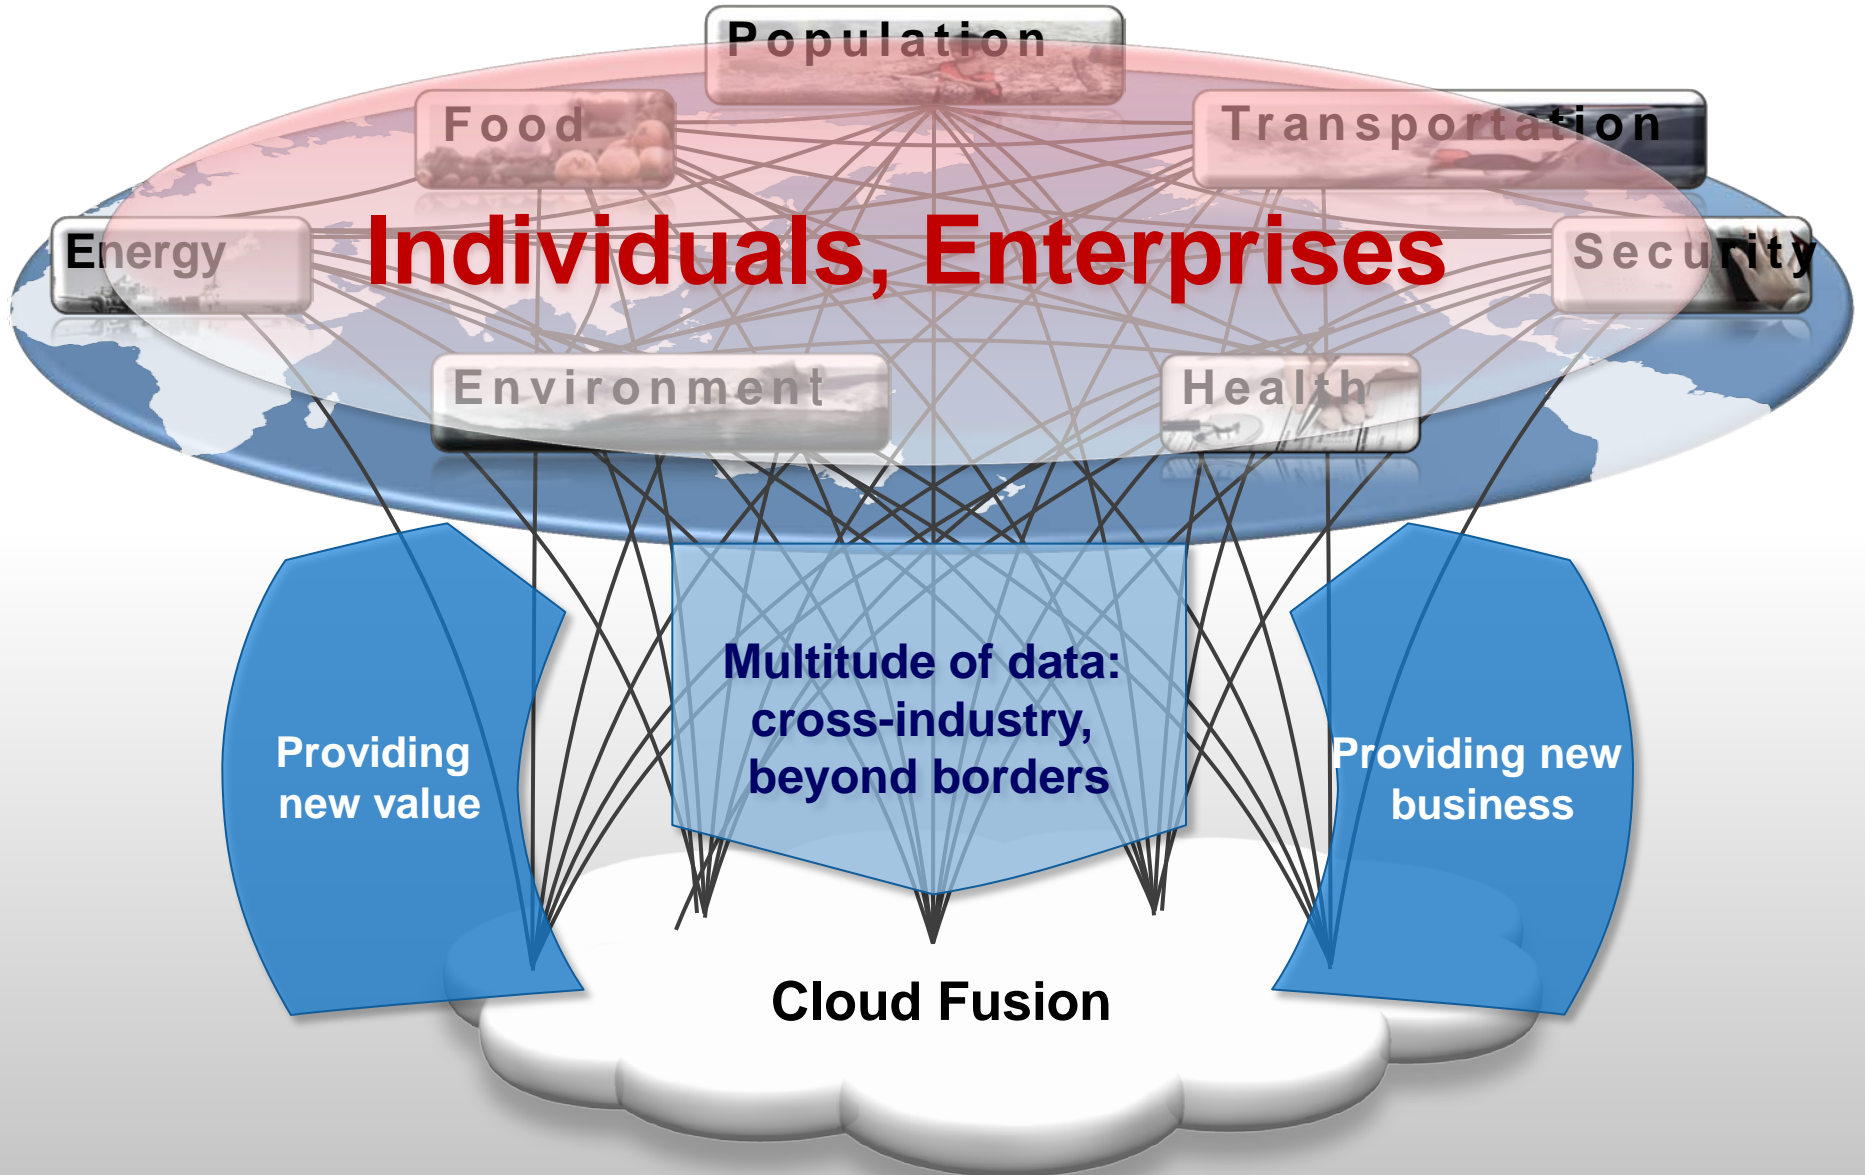 Population
Food
Transportation
Energy
Individuals, Enterprises
Security
Environment
Health
Multitude of data:
cross-industry,
beyond borders
Providing
new value
Providing new
business
Cloud Fusion